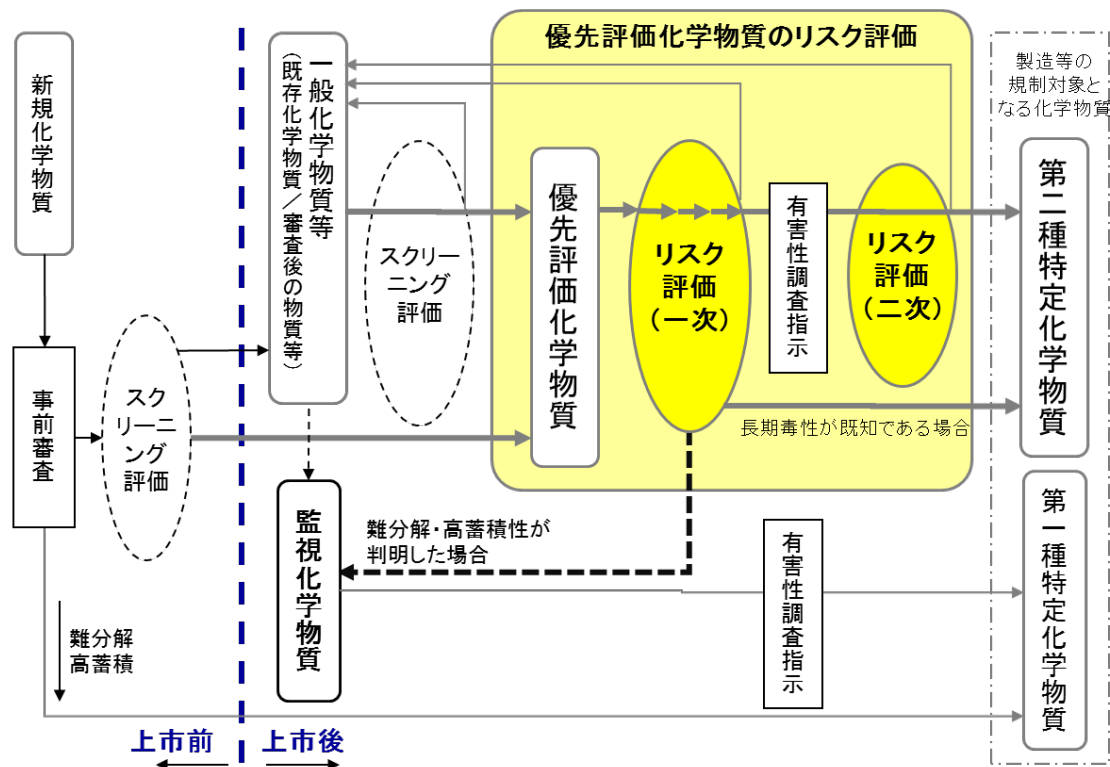 新規化学物質
事前審査
スク
リーニ
ング
評価
難分解
高蓄積
上市前
上市後
一般化学物質等
(既存化学物質/審査後の物質等)
スクリー
ニング
評価
監視化学物質
優先評価化学物質のリスク評価
優先評価化学物質
リスク
評価
(一次)
有害性調査指示
リスク
評価
(二次)
長期毒性が既知である場合
難分解・高蓄積性が
判明した場合
有害性調査指示
製造等の
規制対象と
なる化学物質
第二種特定化学物質
第一種特定化学物質